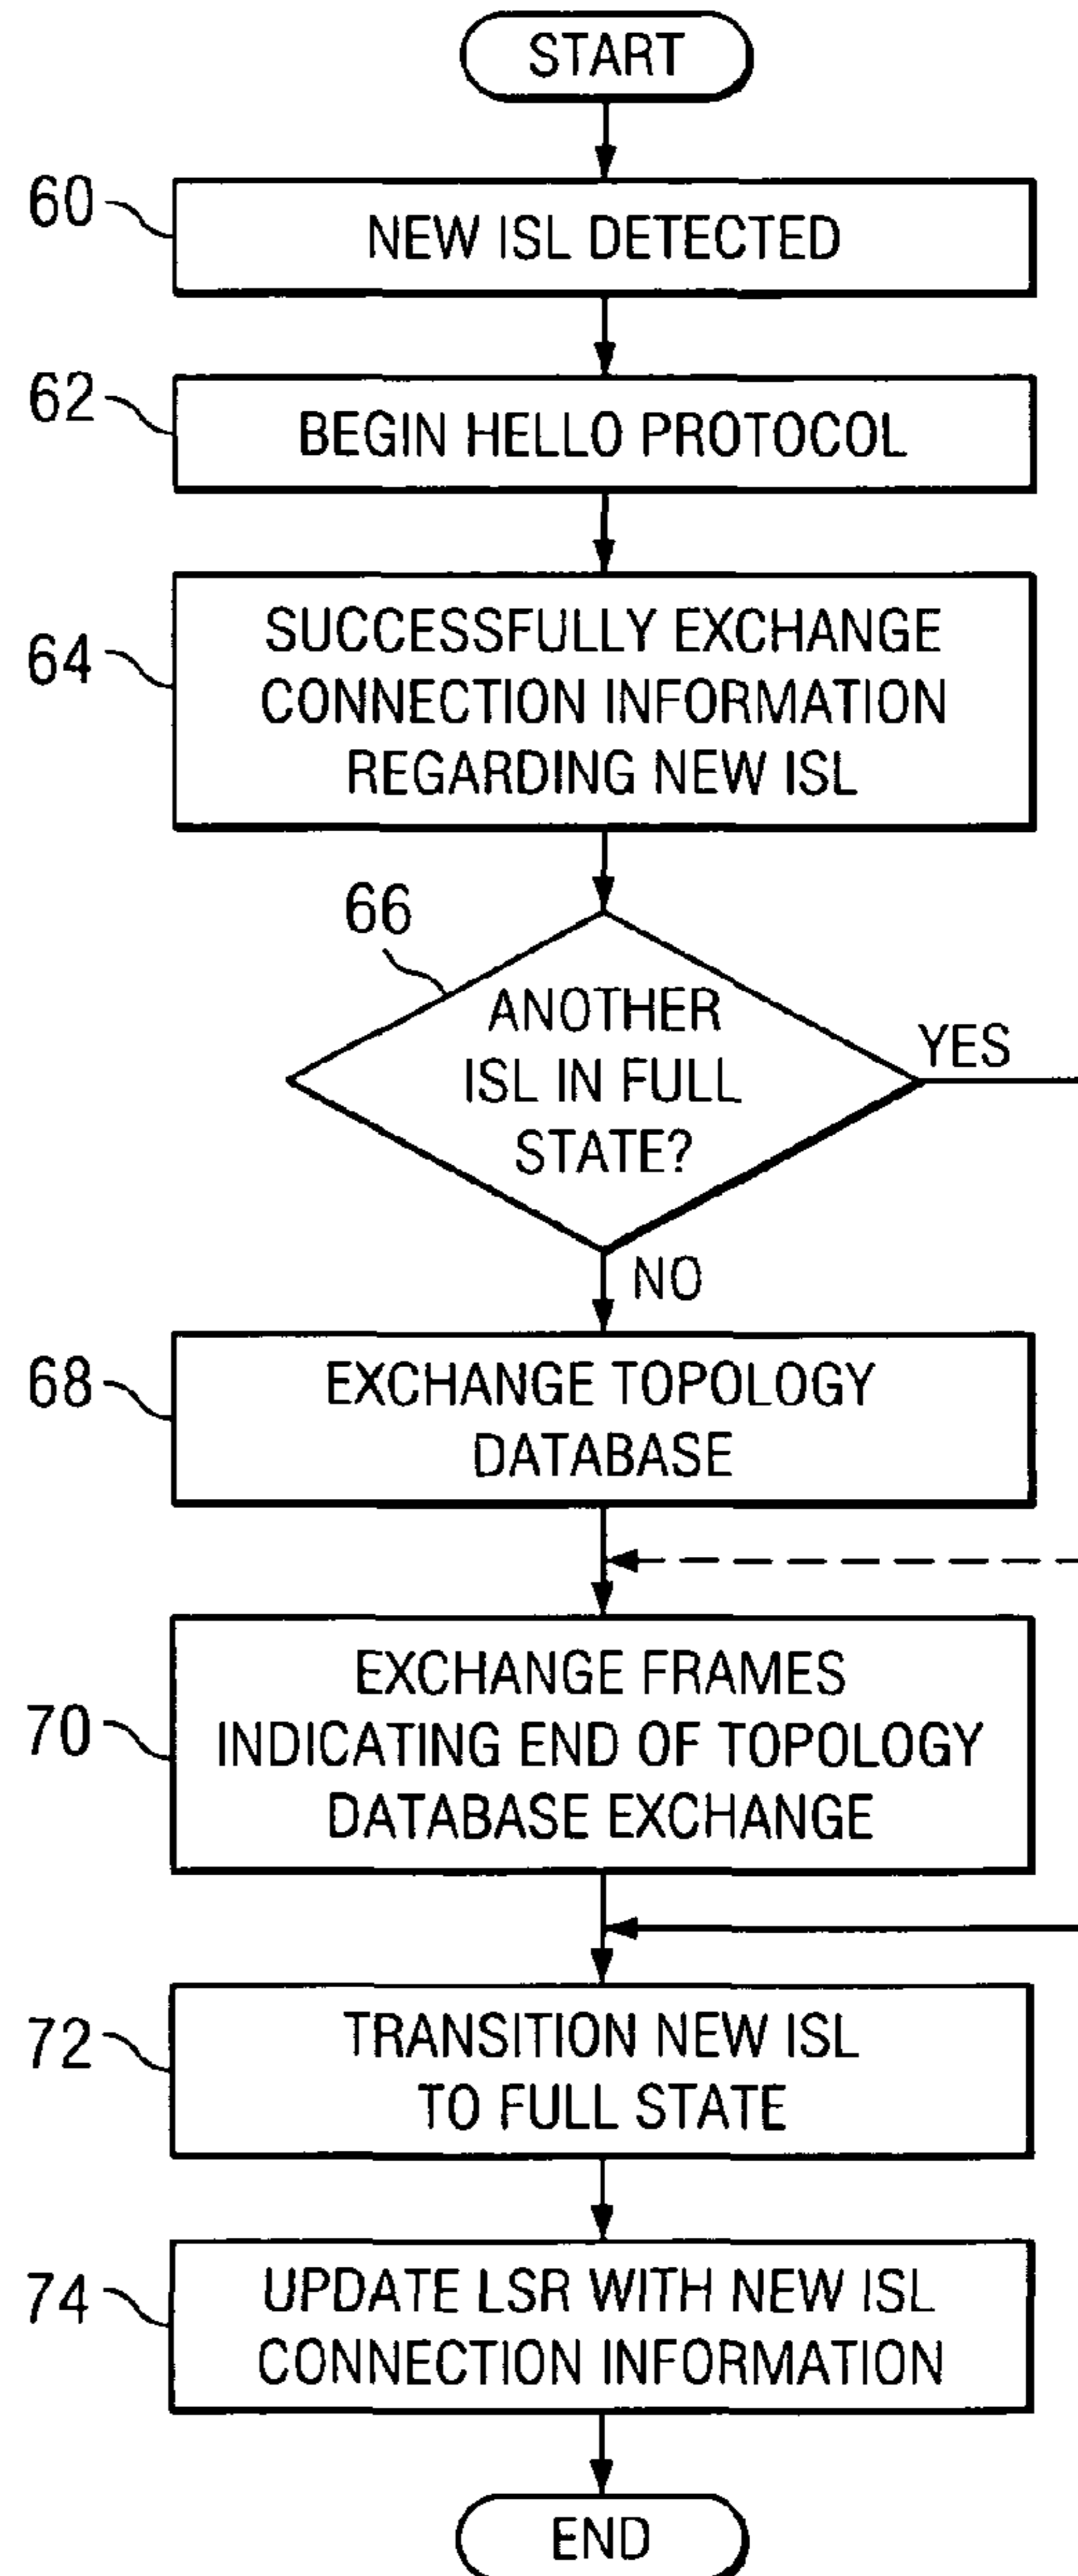 START
60
NEW ISL DETECTED
62
BEGIN HELLO PROTOCOL
64
SUCCESSFULLY EXCHANGE
CONNECTION INFORMATION
REGARDING NEW ISL
66
ANOTHER
ISL IN FULL
STATE?
YES
NO
68
EXCHANGE TOPOLOGY
DATABASE
70
EXCHANGE FRAMES
INDICATING END OF TOPOLOGY
DATABASE EXCHANGE
72
TRANSITION NEW ISL
TO FULL STATE
74
UPDATE LSR WITH NEW ISL
CONNECTION INFORMATION
END